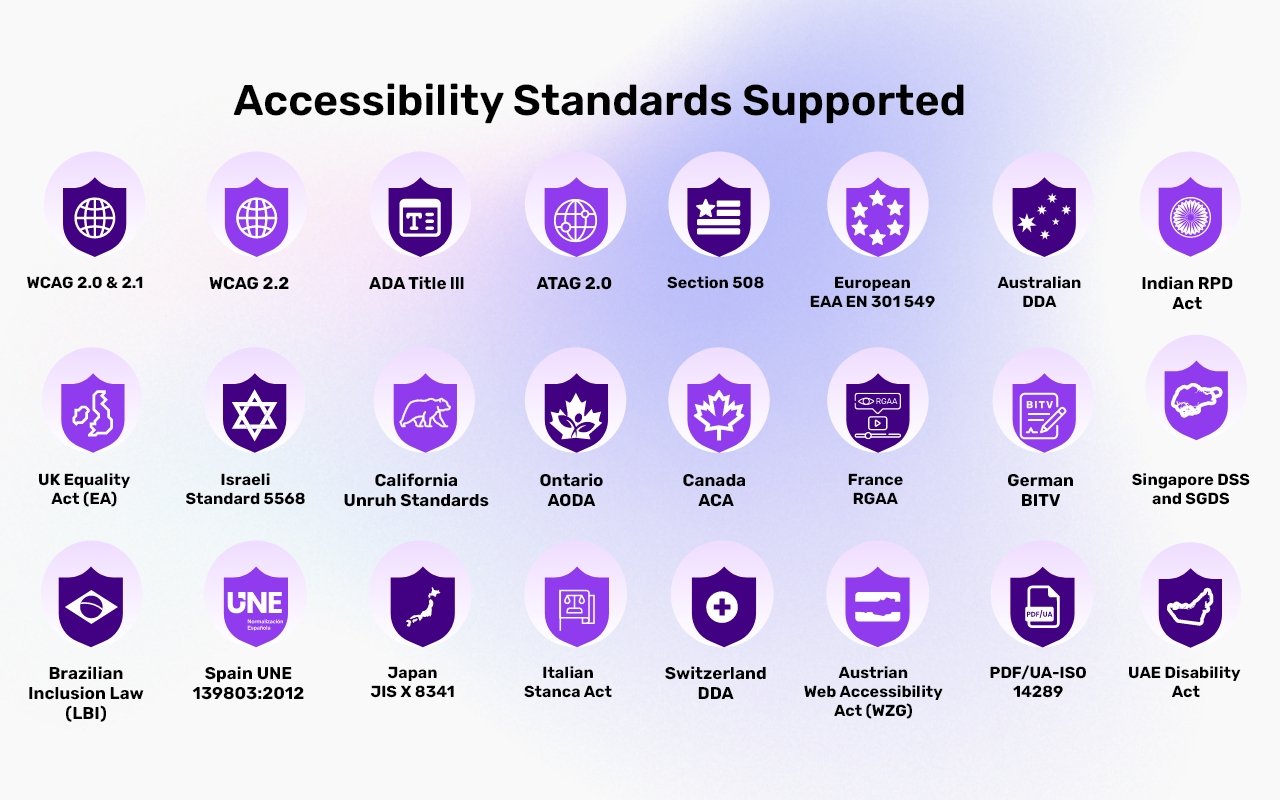 Accessibility Standards Supported
WCAG 2.0 & 2.1
WCAG 2.2
T
ADA Title III
ATAG 2.0
Section 508
European
EAA EN 301 549
Australian
DDA
Indian RPD
Act
UK Equality
Act (EA)
Israeli
Standard 5568
California
Unruh Standards
Ontario
AODA
Canada
ACA
RGAA
France
RGAA
BITV
German
BITV
Singapore DSS
and SGDS
Brazilian
Inclusion Law
(LBI)
UNE
Normalización
Española
Spain UNE
139803:2012
Japan
JIS X 8341
Italian
Stanca Act
Switzerland
DDA
Austrian
Web Accessibility
Act (WZG)
PDF/UA
PDF/UA-ISO
14289
UAE Disability
Act